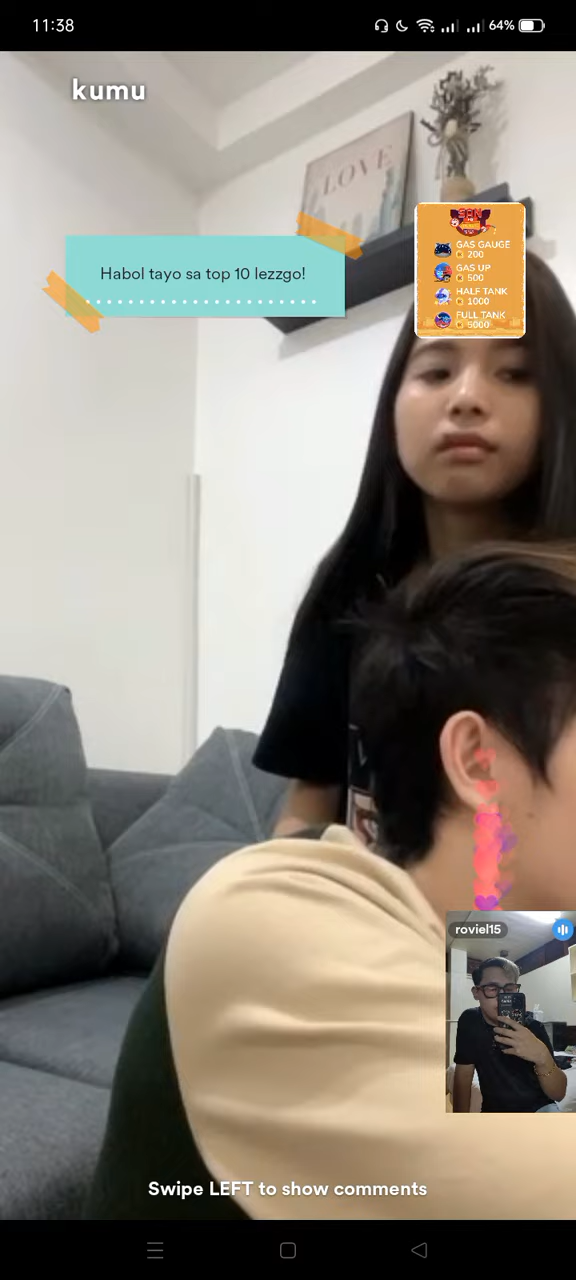 11:38
64%
kumu
LOVE
Habol tayo sa top 10 lezzgo!
GAS GAUGE
200
GAS UP
500
HALF TANK
1000
FULL TANK
5000
roviel15
Swipe LEFT to show comments